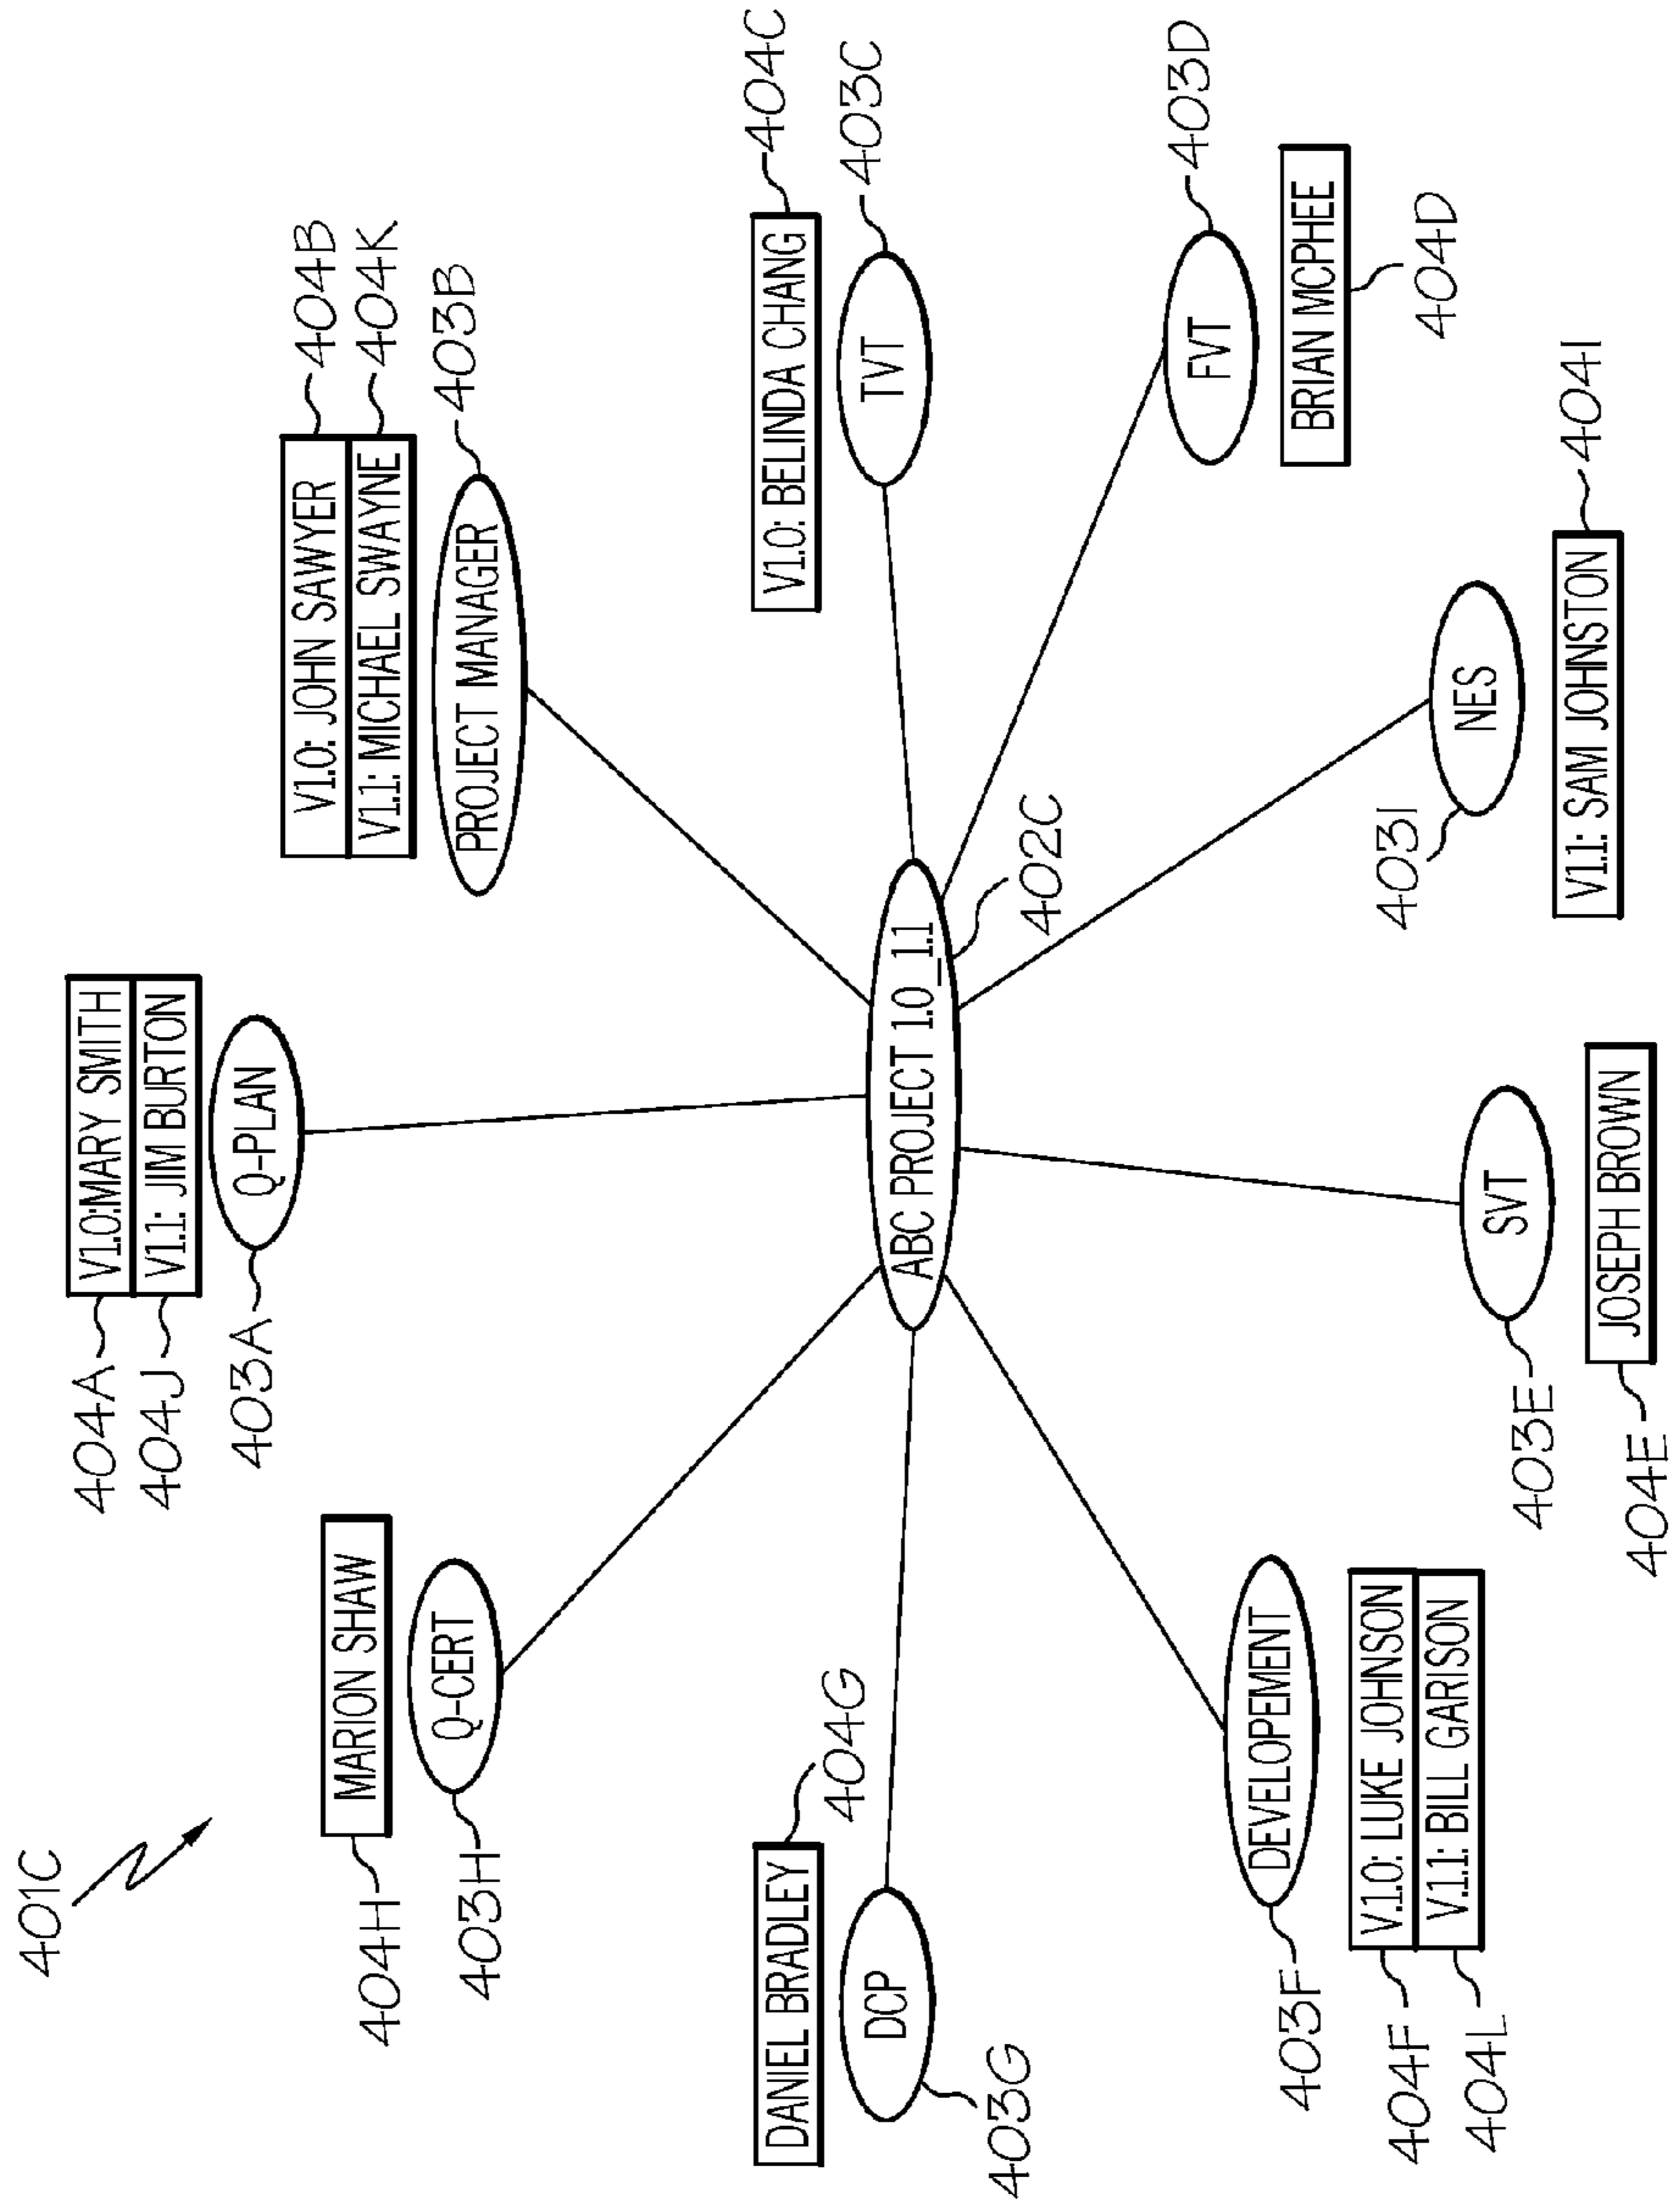 401C
404A
V1.0:MARY SMITH
404J
V1.1: JIM BURTON
403A
Q-PLAN
V1.0: JOHN SAWYER
404B
V1.1: MICHAEL SWAYNE
404K
PROJECT MANAGER
403B
404H
MARION SHAW
403H
Q-CERT
V1.0: BELINDA CHANG
404C
TVT
403C
DANIEL BRADLEY
404G
DCP
403G
ABC PROJECT 1.0_1.1
402C
FVT
403D
BRIAN MCPHEE
404D
403F
DEVELOPEMENT
404F
V.1.0: LUKE JOHNSON
404L
V.1.1: BILL GARISON
403E
SVT
404E
JOSEPH BROWN
403I
NES
V1.1: SAM JOHNSTON
404I